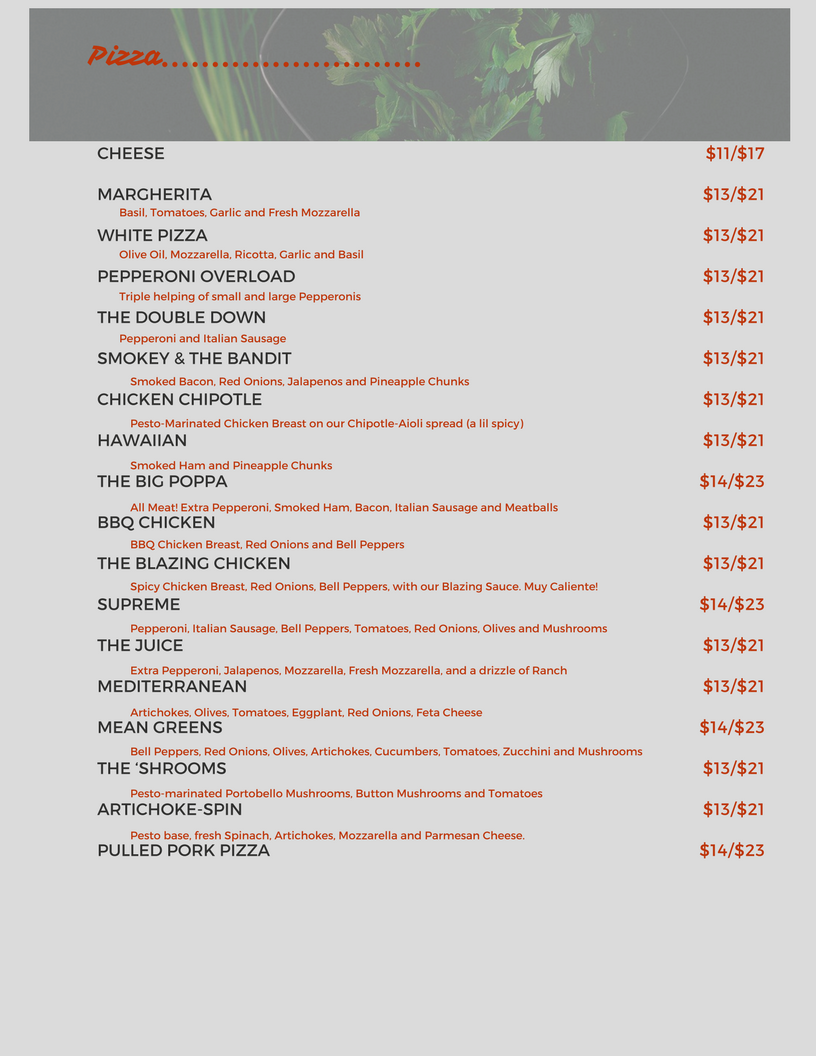 Pizza..........................
CHEESE $11/$17
MARGHERITA $13/$21
Basil, Tomatoes, Garlic and Fresh Mozzarella
WHITE PIZZA $13/$21
Olive Oil, Mozzarella, Ricotta, Garlic and Basil
PEPPERONI OVERLOAD $13/$21
Triple helping of small and large Pepperonis
THE DOUBLE DOWN $13/$21
Pepperoni and Italian Sausage
SMOKEY & THE BANDIT $13/$21
Smoked Bacon, Red Onions, Jalapenos and Pineapple Chunks
CHICKEN CHIPOTLE $13/$21
Pesto-Marinated Chicken Breast on our Chipotle-Aioli spread (a lil spicy)
HAWAIIAN $13/$21
Smoked Ham and Pineapple Chunks
THE BIG POPPA $14/$23
All Meat! Extra Pepperoni, Smoked Ham, Bacon, Italian Sausage and Meatballs
BBQ CHICKEN $13/$21
BBQ Chicken Breast, Red Onions and Bell Peppers
THE BLAZING CHICKEN $13/$21
Spicy Chicken Breast, Red Onions, Bell Peppers, with our Blazing Sauce. Muy Caliente!
SUPREME $14/$23
Pepperoni, Italian Sausage, Bell Peppers, Tomatoes, Red Onions, Olives and Mushrooms
THE JUICE $13/$21
Extra Pepperoni, Jalapenos, Mozzarella, Fresh Mozzarella, and a drizzle of Ranch
MEDITERRANEAN $13/$21
Artichokes, Olives, Tomatoes, Eggplant, Red Onions, Feta Cheese
MEAN GREENS $14/$23
Bell Peppers, Red Onions, Olives, Artichokes, Cucumbers, Tomatoes, Zucchini and Mushrooms
THE ‘SHROOMS $13/$21
Pesto-marinated Portobello Mushrooms, Button Mushrooms and Tomatoes
ARTICHOKE-SPIN $13/$21
Pesto base, fresh Spinach, Artichokes, Mozzarella and Parmesan Cheese.
PULLED PORK PIZZA $14/$23